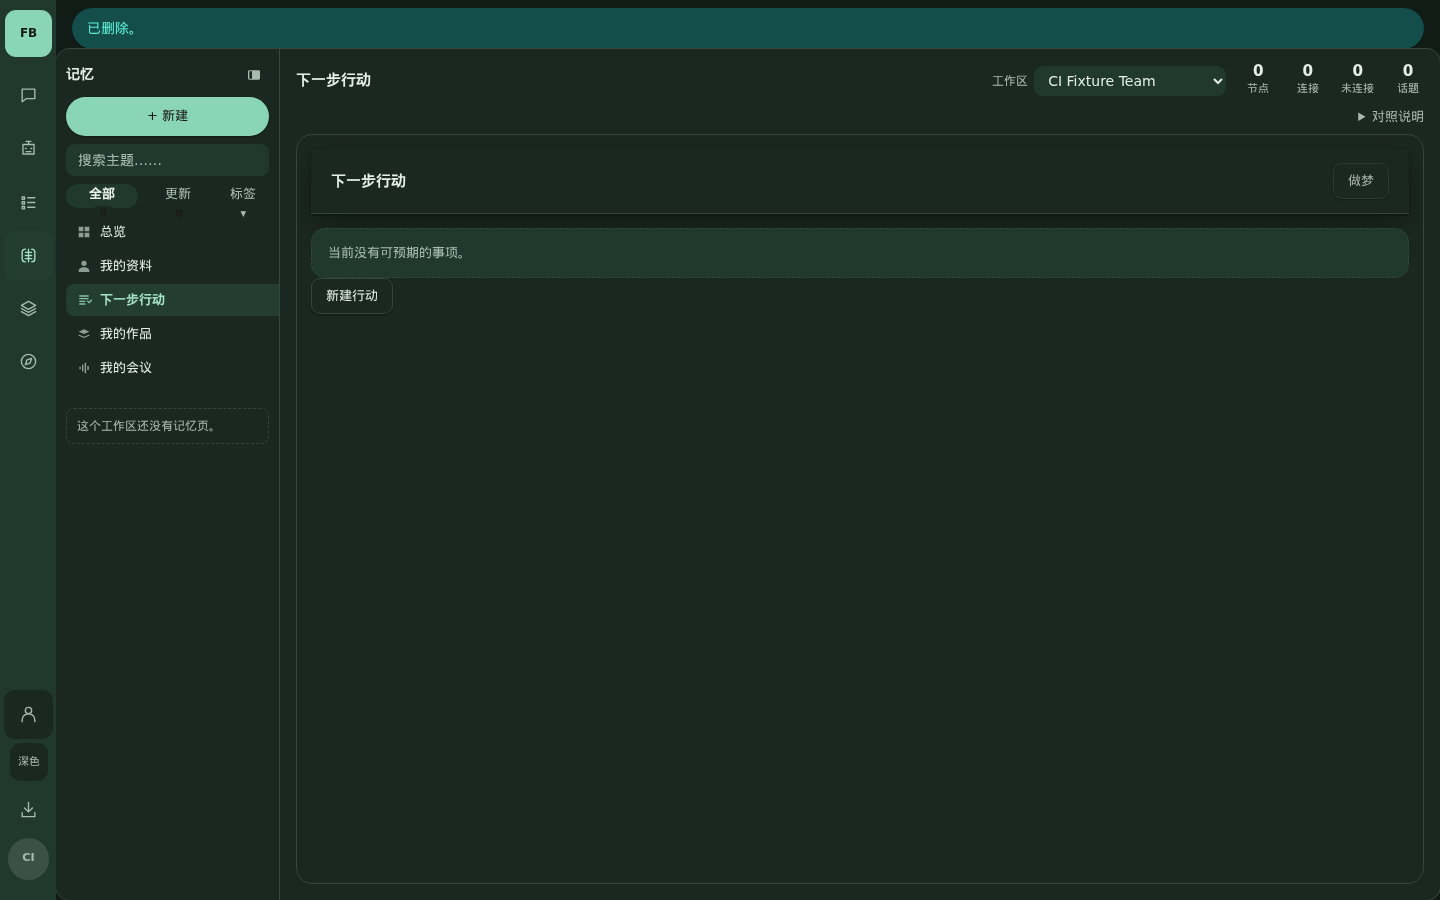 FB
已删除。
记忆
+ 新建
搜索主题……
全部
0
更新
0
标签
▼
总览
我的资料
下一步行动
我的作品
我的会议
这个工作区还没有记忆页。
深色
CI
下一步行动
工作区
CI Fixture Team
0
节点
0
连接
0
未连接
0
话题
▶ 对照说明
下一步行动
做梦
当前没有可预期的事项。
新建行动